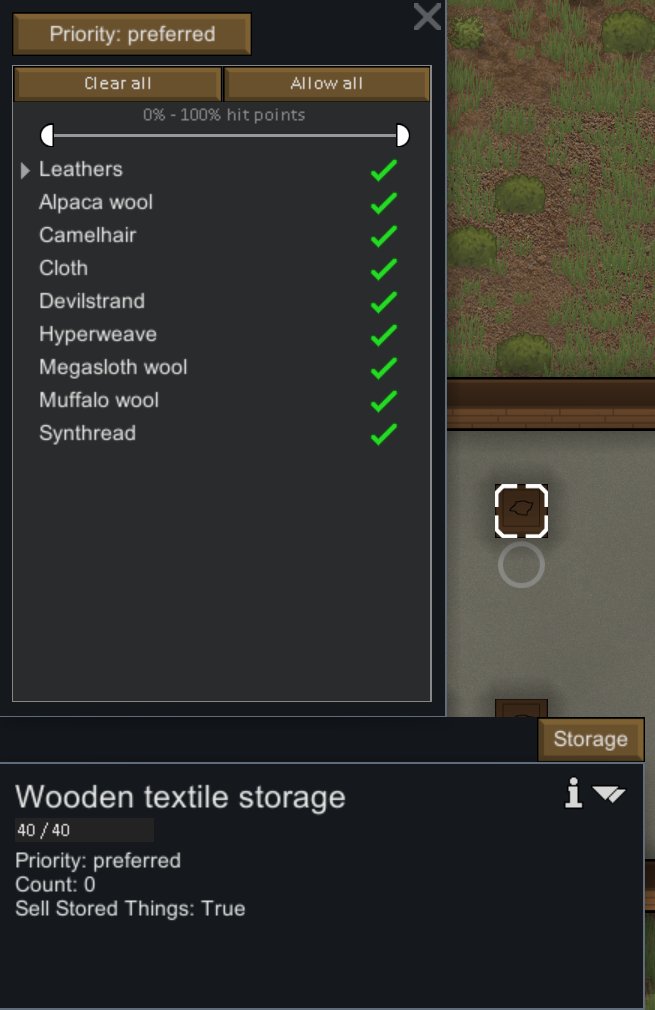 Priority: preferred
Clear all
Allow all
0% - 100% hit points
Leathers
Alpaca wool
Camelhair
Cloth
Devilstrand
Hyperweave
Megasloth wool
Muffalo wool
Synthread
Storage
Wooden textile storage
40 / 40
Priority: preferred
Count: 0
Sell Stored Things: True